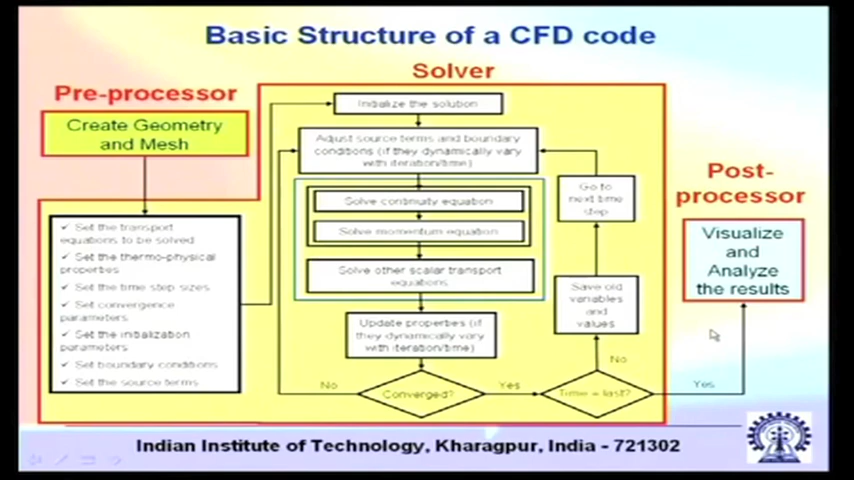 Basic Structure of a CFD code
Pre-processor
Create Geometry
and Mesh
✓ Set the transport
equations to be solved
✓ Set the thermo-physical
properties
✓ Set the time step sizes
✓ Set convergence
parameters
✓ Set the initialization
parameters
✓ Set boundary conditions
✓ Set the source terms
Solver
Initialize the solution
Adjust source terms and boundary
conditions (if they dynamically vary
with iteration/time)
Solve continuity equation
Solve momentum equation
Solve other scalar transport
equations
Update properties (if
they dynamically vary
with iteration/time)
No
Converged?
Yes
Time = last?
No
Save old
variables
and
values
Go to
next time
step
Yes
Post-
processor
Visualize
and
Analyze
the results
Indian Institute of Technology, Kharagpur, India - 721302